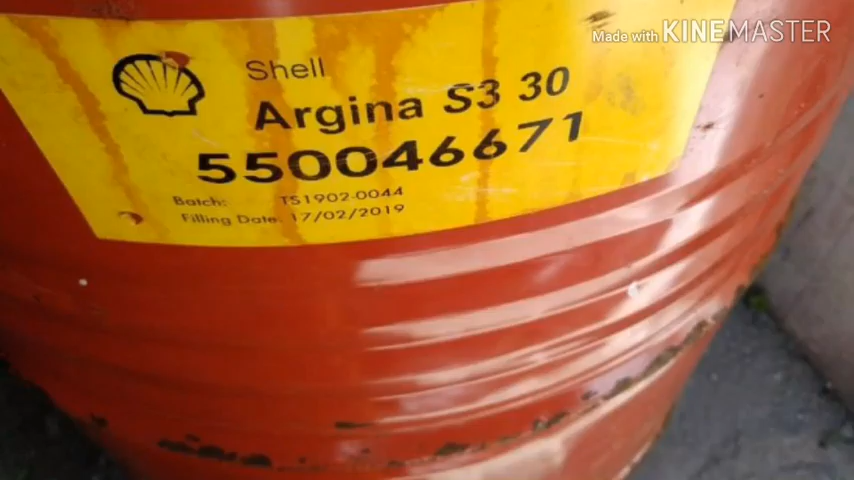 Made with KINEMASTER
Shell
Argina S3 30
550046671
Batch: TS1902-0044
Filling Date. 17/02/2019